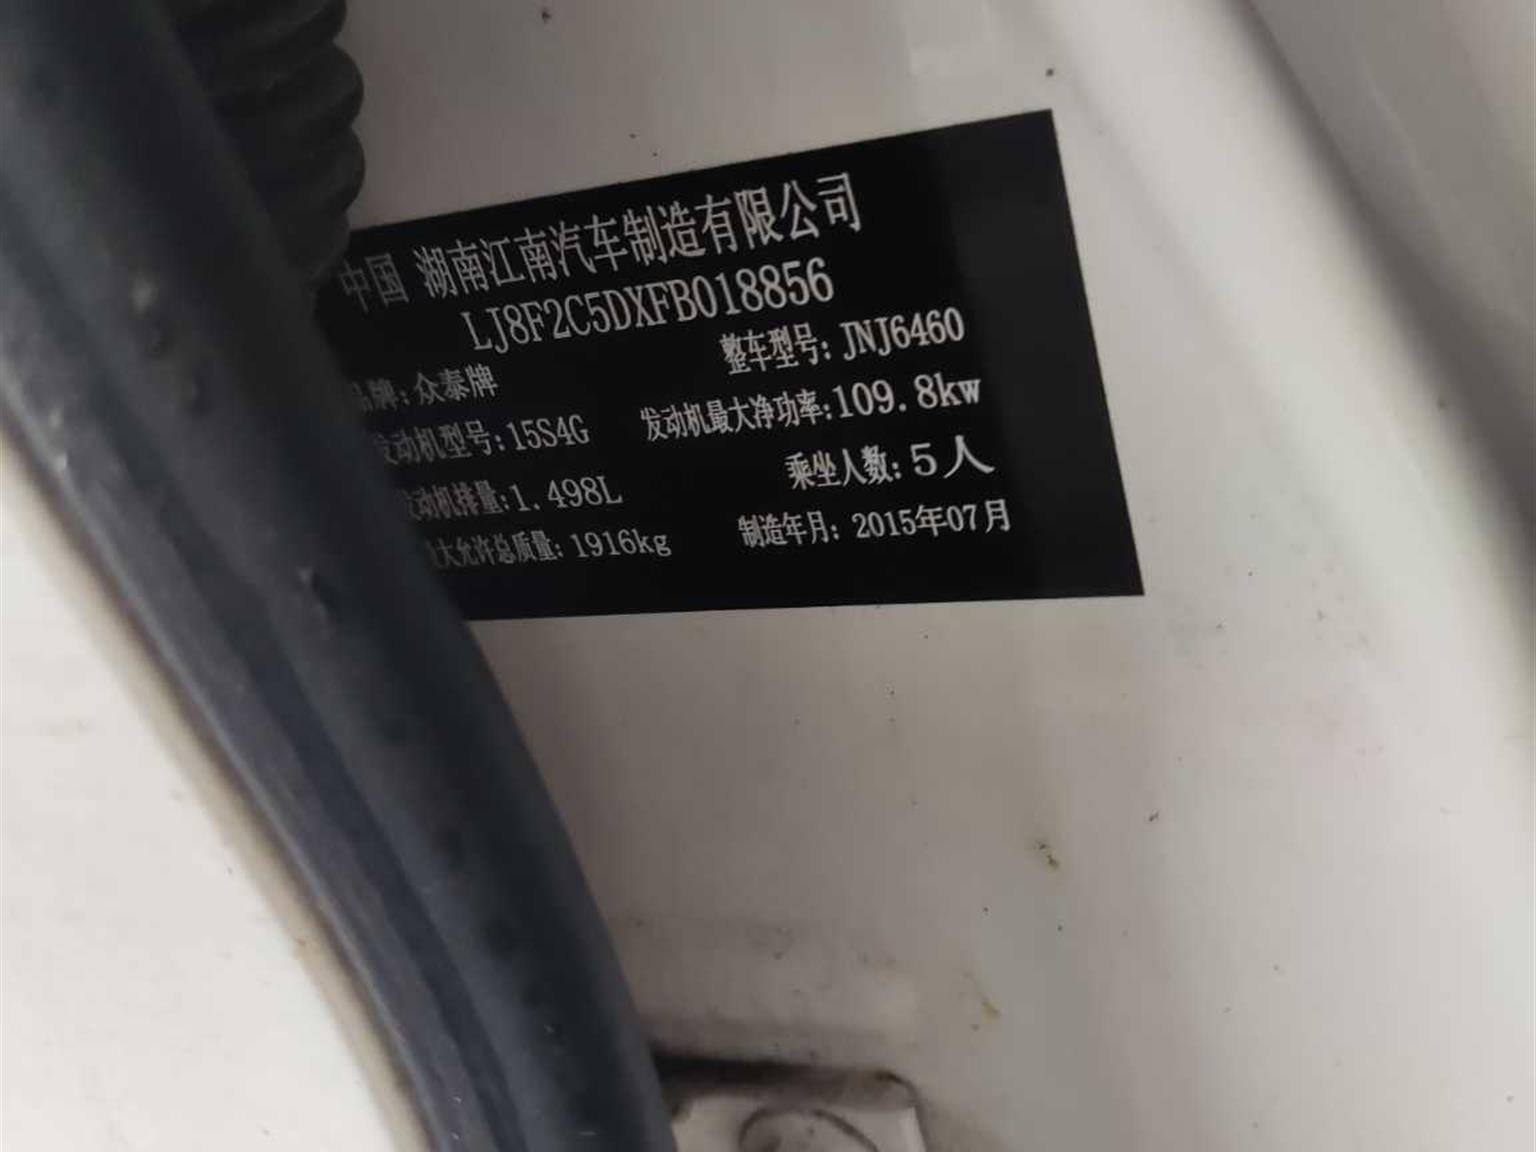 中国 湖南江南汽车制造有限公司
LJ8F2C5DXFB018856
品牌:众泰牌 整车型号:JNJ6460
发动机型号:15S4G 发动机最大净功率:109.8kw
发动机排量:1.498L 乘坐人数:5人
大允许总质量:1916kg 制造年月:2015年07月